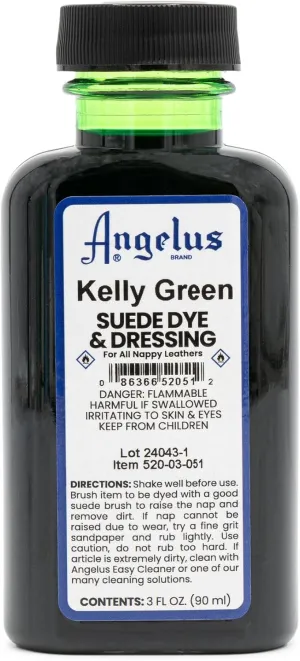 Angelus
® BRAND
Kelly Green
SUEDE DYE
& DRESSING
For All Nappy Leathers
0 86366 52051 2
DANGER: FLAMMABLE
HARMFUL IF SWALLOWED
IRRITATING TO SKIN & EYES
KEEP FROM CHILDREN
Lot 24043-1
Item 520-03-051
DIRECTIONS: Shake well before use.
Brush item to be dyed with a good
suede brush to raise the nap and
remove dirt. If nap cannot be
raised due to wear, try a fine grit
sandpaper and rub lightly. Use
caution, do not rub too hard. If
article is extremely dirty, clean with
Angelus Easy Cleaner or one of our
many cleaning solutions.
CONTENTS: 3 FL OZ. (90 ml)